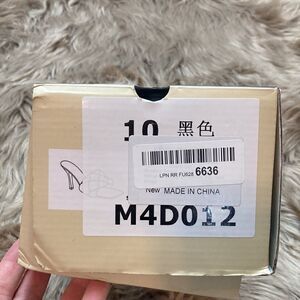 10 黑色
LPN RR FU628 6636
New MADE IN CHINA
M4D012